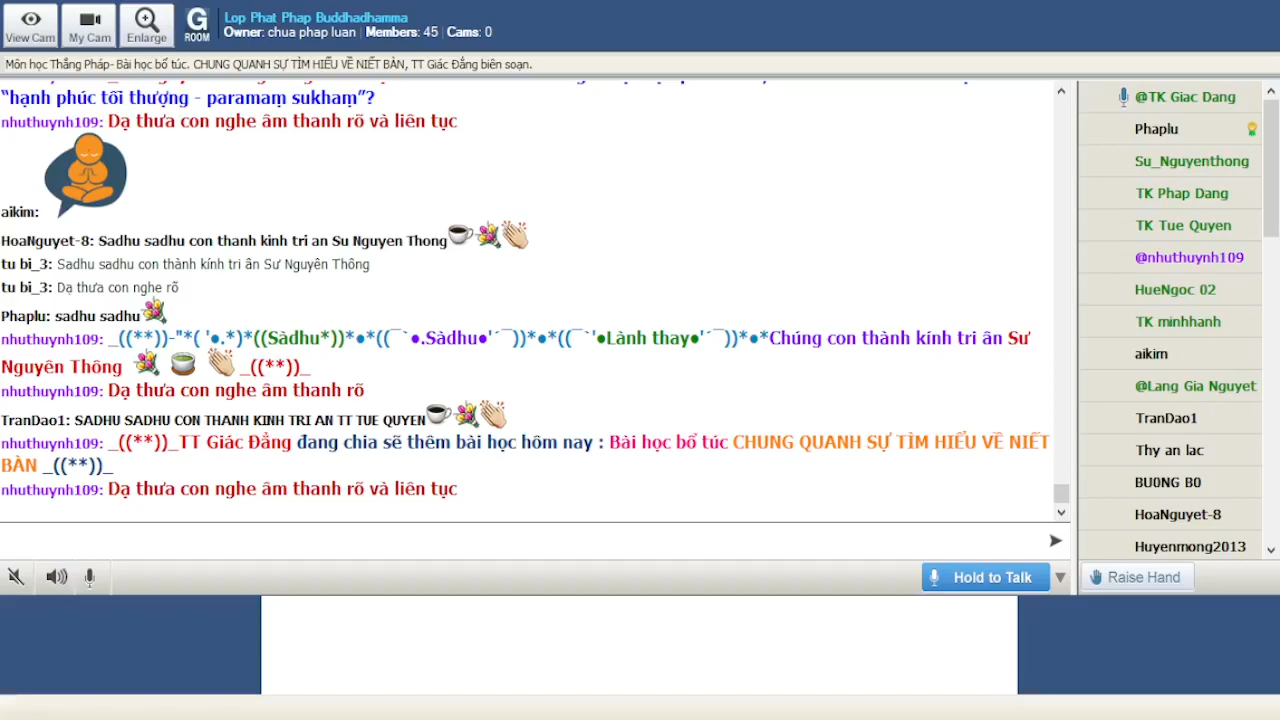 View Cam
My Cam
Enlarge
G
ROOM
Lop Phat Phap Buddhadhamma
Owner: chua phap luan | Members: 45 | Cams: 0
Môn học Thắng Pháp- Bài học bổ túc. CHUNG QUANH SỰ TÌM HIỂU VỀ NIẾT BÀN, TT Giác Đẳng biên soạn.
“hạnh phúc tối thượng - paramaṃ sukhaṃ”?
nhuthuynh109: Dạ thưa con nghe âm thanh rõ và liên tục
aikim:
HoaNguyet-8: Sadhu sadhu con thanh kinh tri an Su Nguyen Thong
tu bi_3: Sadhu sadhu con thành kính tri ân Sư Nguyên Thông
tu bi_3: Dạ thưa con nghe rõ
Phaplu: sadhu sadhu
nhuthuynh109: _((**))-"*( '●.*)*((Sàdhu*))*●*((¯`●.Sàdhu●'´¯))*●*((¯`'●Lành thay●'´¯))*●*Chúng con thành kính tri ân Sư
Nguyên Thông _((**))_
nhuthuynh109: Dạ thưa con nghe âm thanh rõ
TranDao1: SADHU SADHU CON THANH KINH TRI AN TT TUE QUYEN
nhuthuynh109: _((**))_TT Giác Đẳng đang chia sẽ thêm bài học hôm nay : Bài học bổ túc CHUNG QUANH SỰ TÌM HIỂU VỀ NIẾT
BÀN _((**))_
nhuthuynh109: Dạ thưa con nghe âm thanh rõ và liên tục
@TK Giac Dang
Phaplu
Su_Nguyenthong
TK Phap Dang
TK Tue Quyen
@nhuthuynh109
HueNgoc 02
TK minhhanh
aikim
@Lang Gia Nguyet
TranDao1
Thy an lac
BU0NG B0
HoaNguyet-8
Huyenmong2013
Hold to Talk
Raise Hand